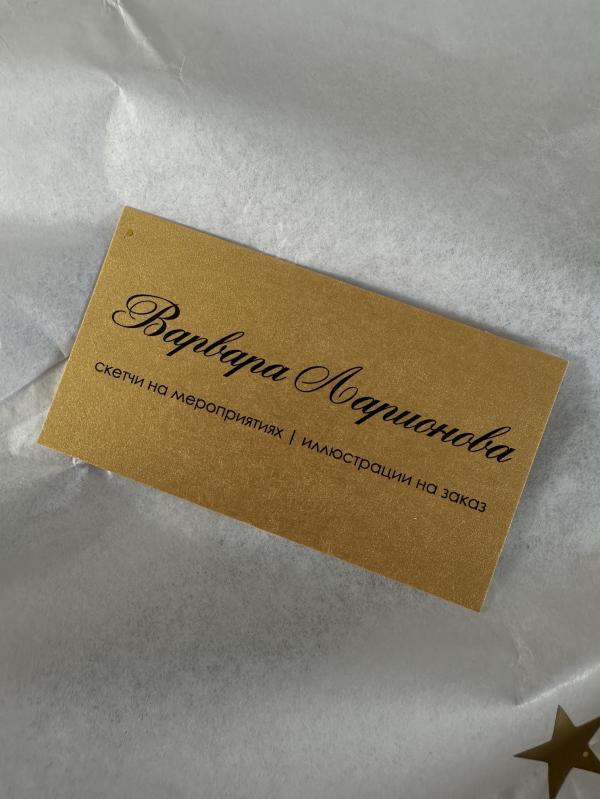 Варвара Ларионова
скетчи на мероприятиях | иллюстрации на заказ